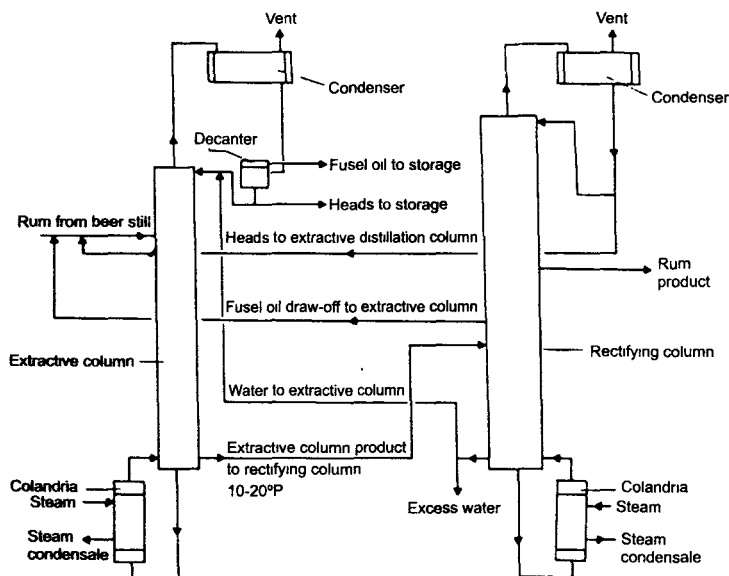 Vent
Vent
Condenser
Condenser
Decanter
Fusel oil to storage
Heads to storage
Rum from beer still
Heads to extractive distillation column
Rum
product
Fusel oil draw-off to extractive column
Extractive column
Rectifying column
Water to extractive column
Extractive column product
to rectifying column
10-20ºP
Colandria
Steam
Steam
condensale
Excess water
Colandria
Steam
Steam
condensale